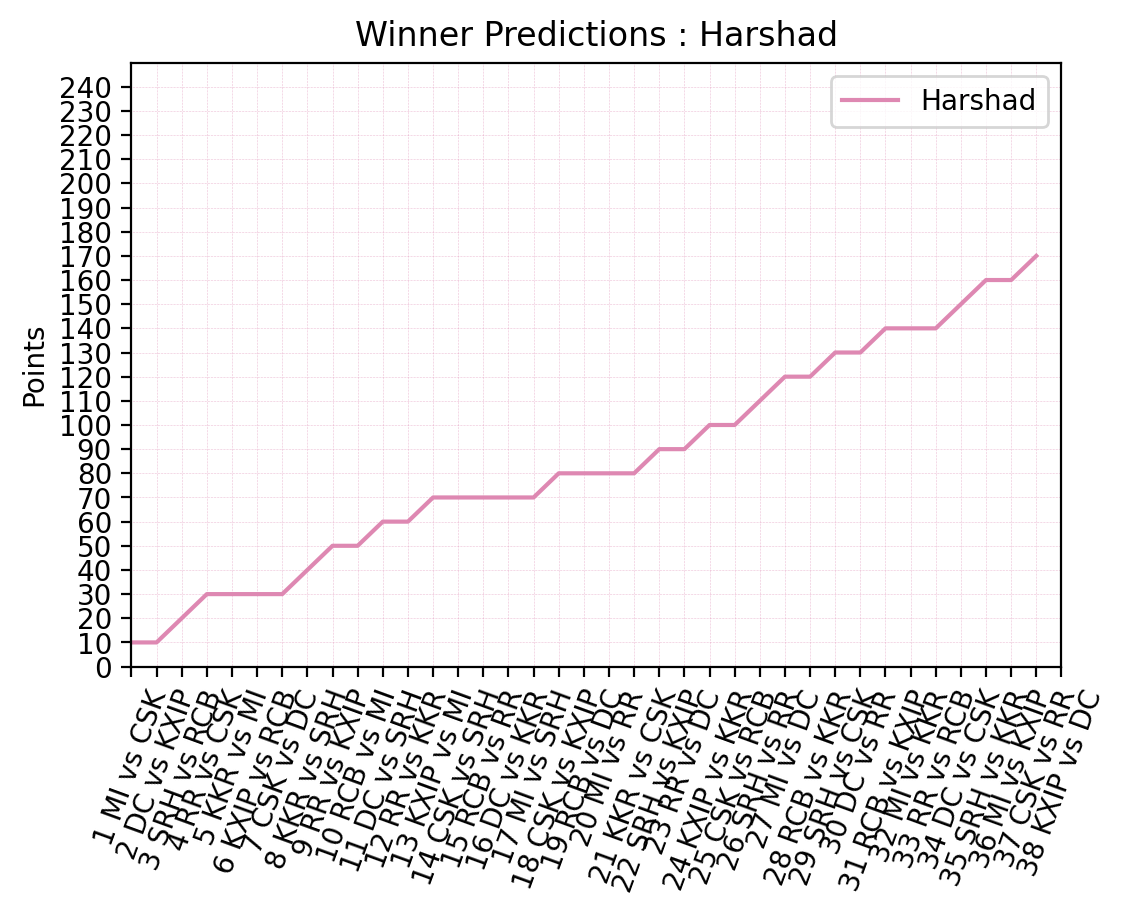 Winner Predictions : Harshad
Harshad
Points
240
230
220
210
200
190
180
170
160
150
140
130
120
110
100
90
80
70
60
50
40
30
20
10
0
1 MI vs CSK
2 DC vs KXIP
3 SRH vs RCB
4 RR vs CSK
5 KKR vs MI
6 KXIP vs RCB
7 CSK vs DC
8 KKR vs SRH
9 RR vs KXIP
10 RCB vs MI
11 DC vs SRH
12 RR vs KKR
13 KXIP vs MI
14 CSK vs SRH
15 RCB vs RR
16 DC vs KKR
17 MI vs SRH
18 CSK vs KXIP
19 RCB vs DC
20 MI vs RR
21 KKR vs CSK
22 SRH vs KXIP
23 RR vs DC
24 KXIP vs KKR
25 CSK vs RCB
26 SRH vs RR
27 MI vs DC
28 RCB vs KKR
29 SRH vs CSK
30 DC vs RR
31 RCB vs KXIP
32 MI vs KKR
33 RR vs RCB
34 DC vs CSK
35 SRH vs KKR
36 MI vs KXIP
37 CSK vs RR
38 KXIP vs DC